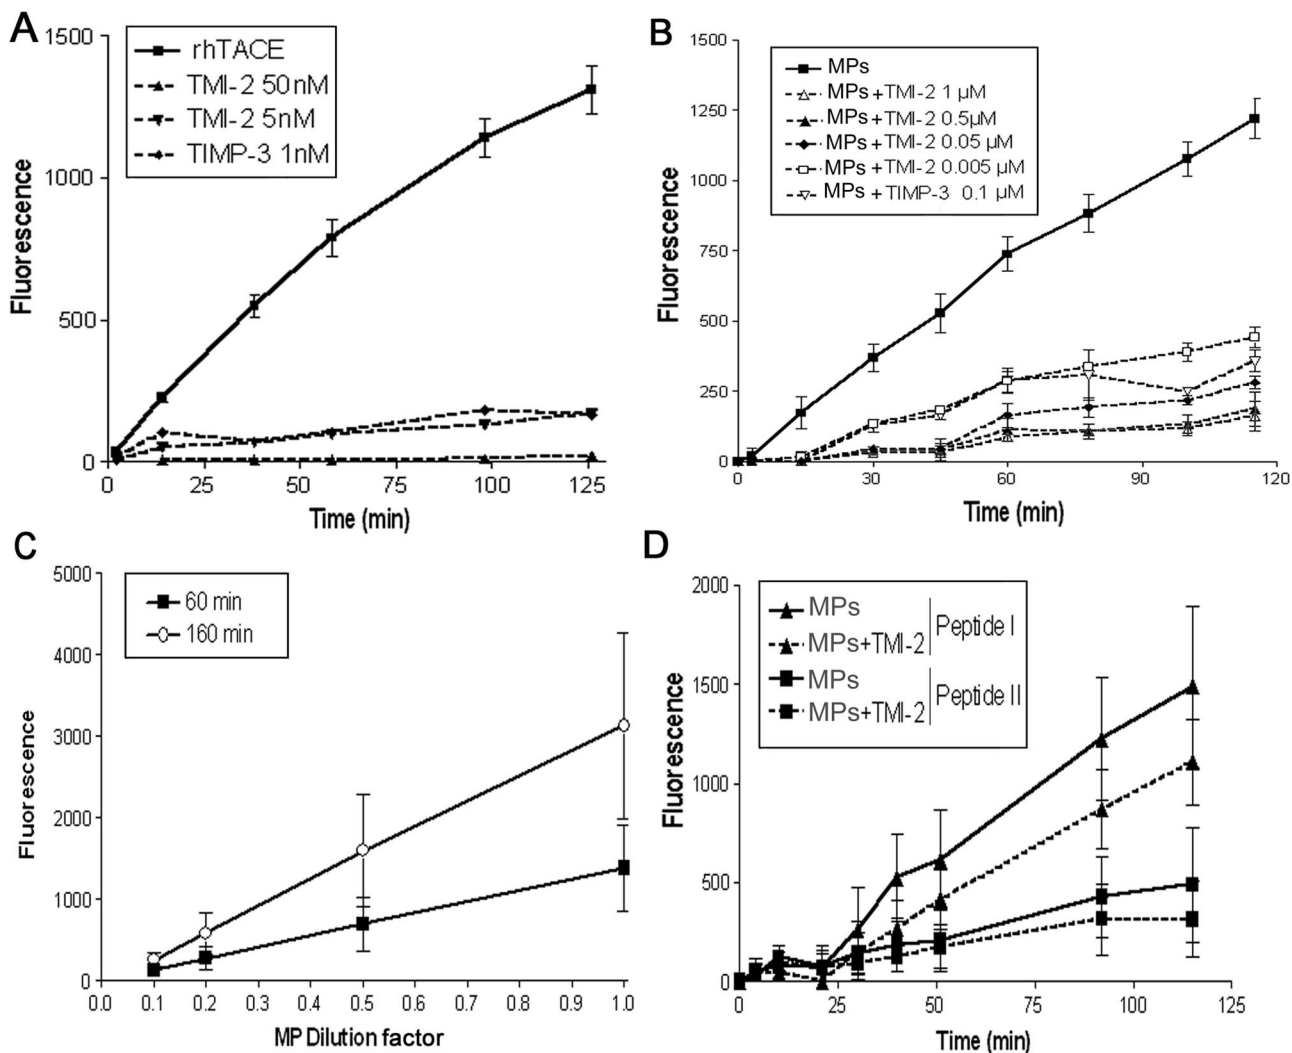 A
1500
1000
500
0
Fluorescence
rhTACE
TMI-2 50nM
TMI-2 5nM
TIMP-3 1nM
0
25
50
75
100
125
Time (min)
B
1500
1250
1000
750
500
250
0
Fluorescence
MPs
MPs+TMI-2 1 µM
MPs+TMI-2 0.5µM
MPs+TMI-2 0.05 µM
MPs+TMI-2 0.005 µM
MPs+TIMP-3 0.1 µM
0
30
60
90
120
Time (min)
C
5000
4000
3000
2000
1000
0
Fluorescence
60 min
160 min
0.0
0.1
0.2
0.3
0.4
0.5
0.6
0.7
0.8
0.9
1.0
MP Dilution factor
D
2000
1500
1000
500
0
Fluorescence
MPs
MPs+TMI-2
Peptide I
MPs
MPs+TMI-2
Peptide II
0
25
50
75
100
125
Time (min)